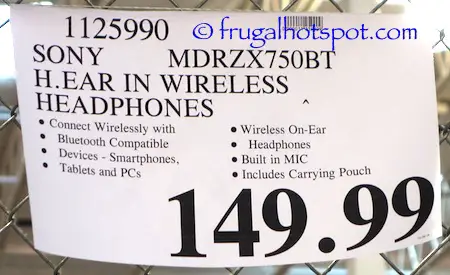 © frugalhotspot.com
1125990
SONY MDRZX750BT
H.EAR IN WIRELESS
HEADPHONES
• Connect Wirelessly with
• Bluetooth Compatible
• Devices - Smartphones,
• Tablets and PCs
• Wireless On-Ear
• Headphones
• Built in MIC
• Includes Carrying Pouch
149.99